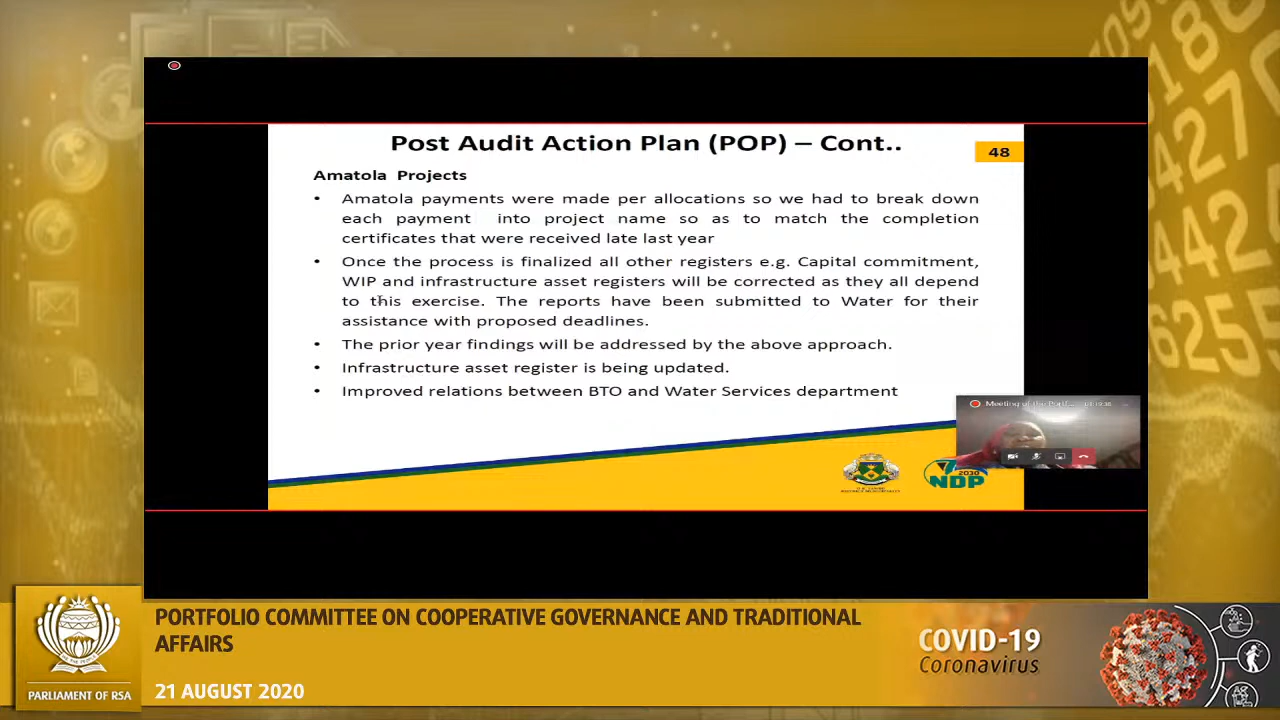 Post Audit Action Plan (POP) – Cont..
48
Amatola Projects
• Amatola payments were made per allocations so we had to break down
each payment into project name so as to match the completion
certificates that were received late last year
• Once the process is finalized all other registers e.g. Capital commitment,
WIP and infrastructure asset registers will be corrected as they all depend
to this exercise. The reports have been submitted to Water for their
assistance with proposed deadlines.
• The prior year findings will be addressed by the above approach.
• Infrastructure asset register is being updated.
• Improved relations between BTO and Water Services department
Meeting of the
2030
NDP
PORTFOLIO COMMITTEE ON COOPERATIVE GOVERNANCE AND TRADITIONAL
AFFAIRS
21 AUGUST 2020
PARLIAMENT OF RSA
COVID-19
Coronavirus